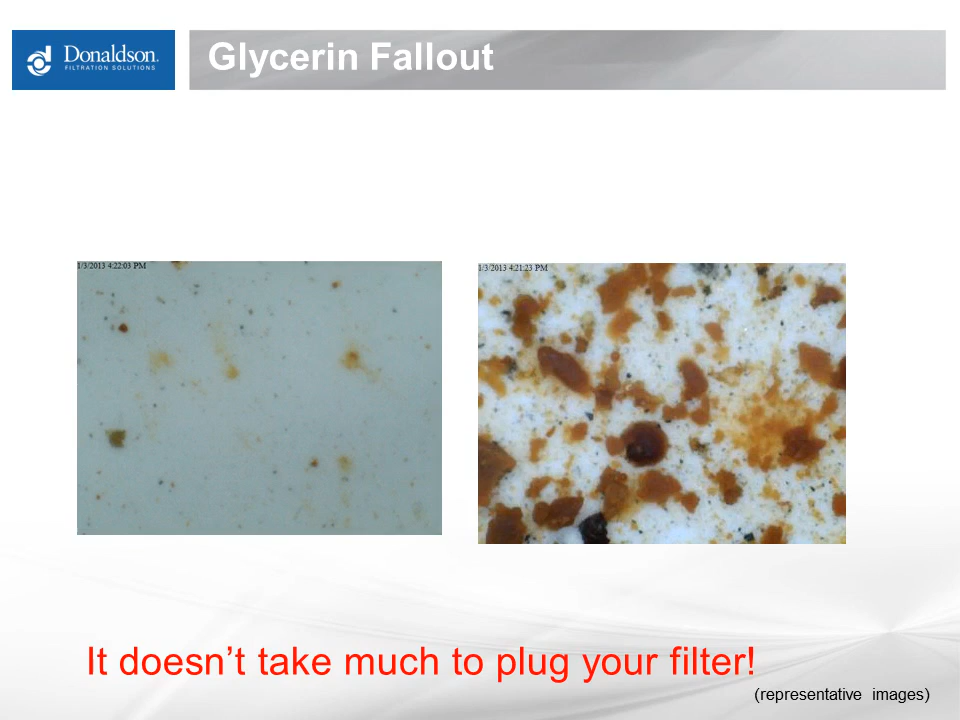 Donaldson.
FILTRATION SOLUTIONS
Glycerin Fallout
1/3/2013 4:22:03 PM
1/3/2013 4:21:23 PM
It doesn’t take much to plug your filter!
(representative images)